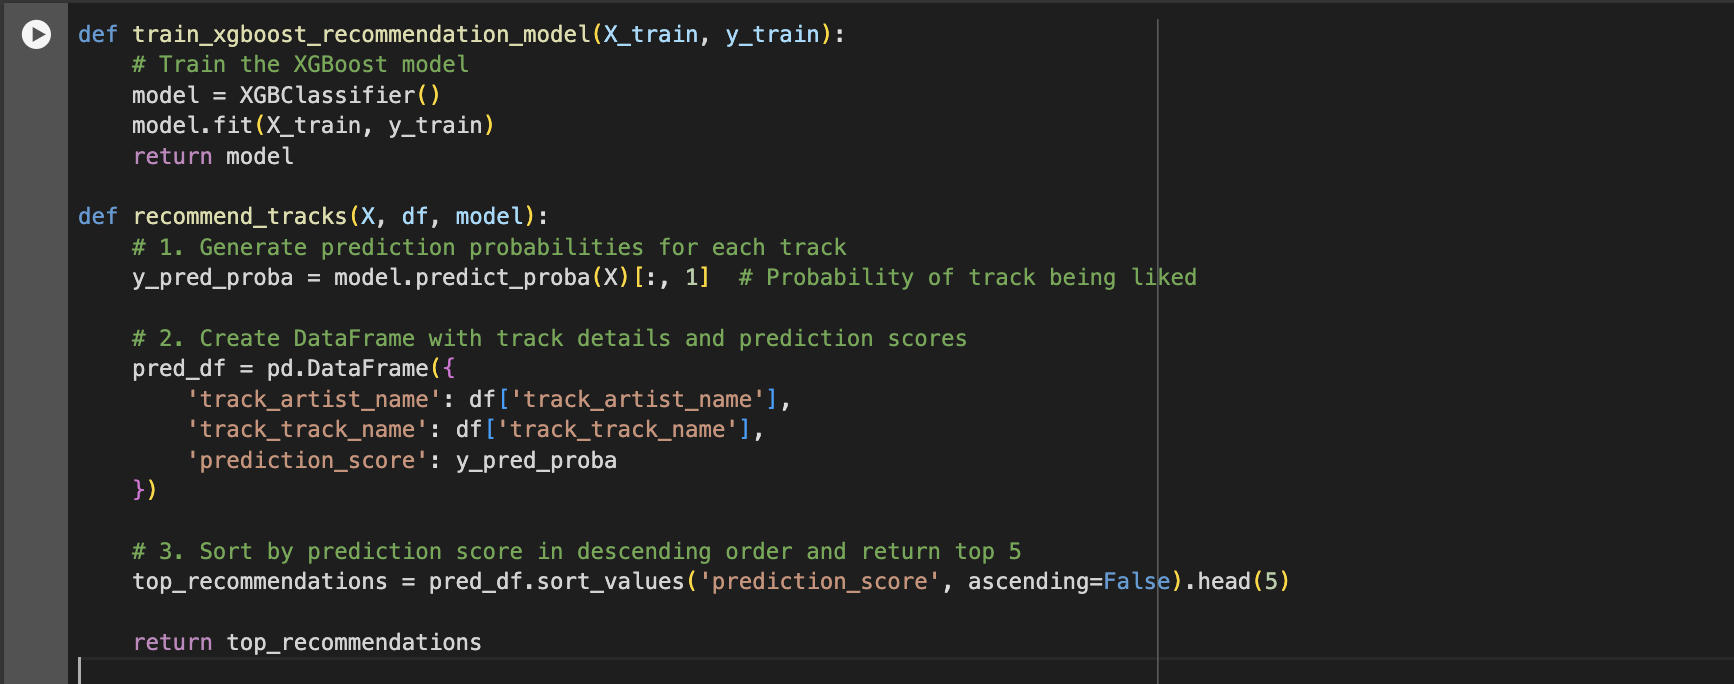 def train_xgboost_recommendation_model(X_train, y_train):
    # Train the XGBoost model
    model = XGBClassifier()
    model.fit(X_train, y_train)
    return model

def recommend_tracks(X, df, model):
    # 1. Generate prediction probabilities for each track
    y_pred_proba = model.predict_proba(X)[:, 1]  # Probability of track being liked

    # 2. Create DataFrame with track details and prediction scores
    pred_df = pd.DataFrame({
        'track_artist_name': df['track_artist_name'],
        'track_track_name': df['track_track_name'],
        'prediction_score': y_pred_proba
    })

    # 3. Sort by prediction score in descending order and return top 5
    top_recommendations = pred_df.sort_values('prediction_score', ascending=False).head(5)

    return top_recommendations